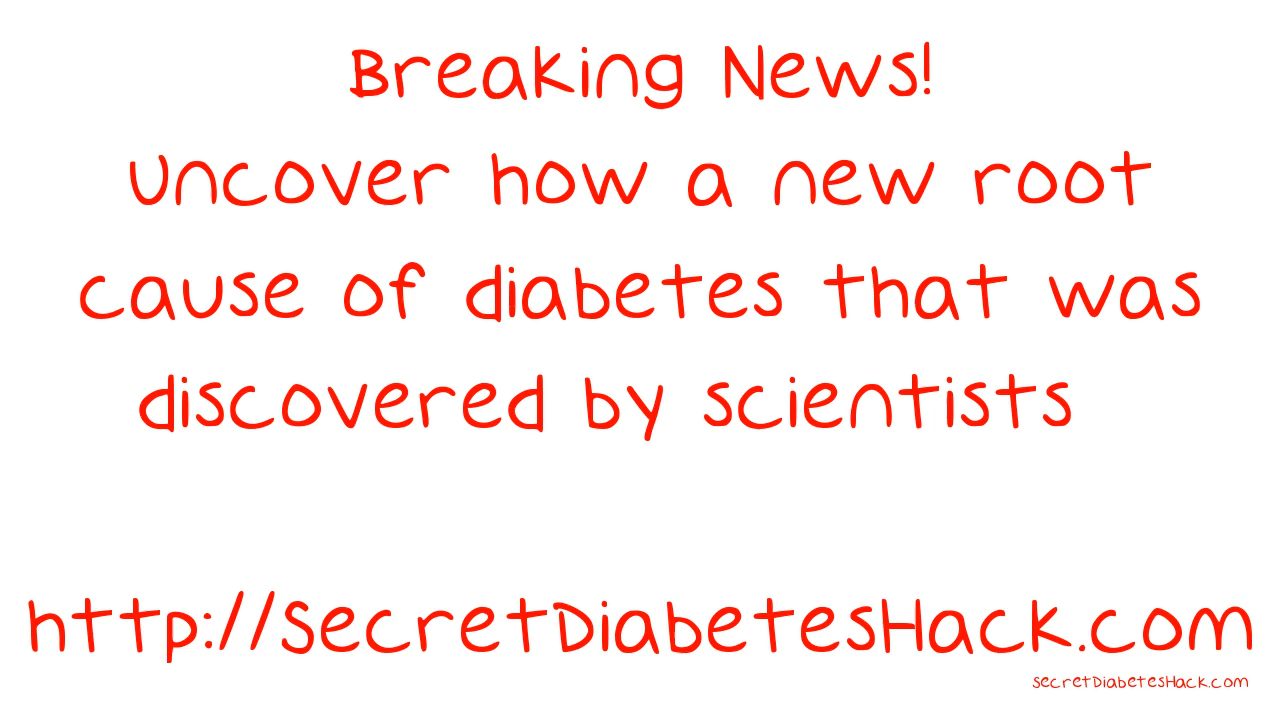 Breaking News!
Uncover how a new root
cause of diabetes that was
discovered by scientists
http://SecretDiabetesHack.com
SecretDiabetesHack.com